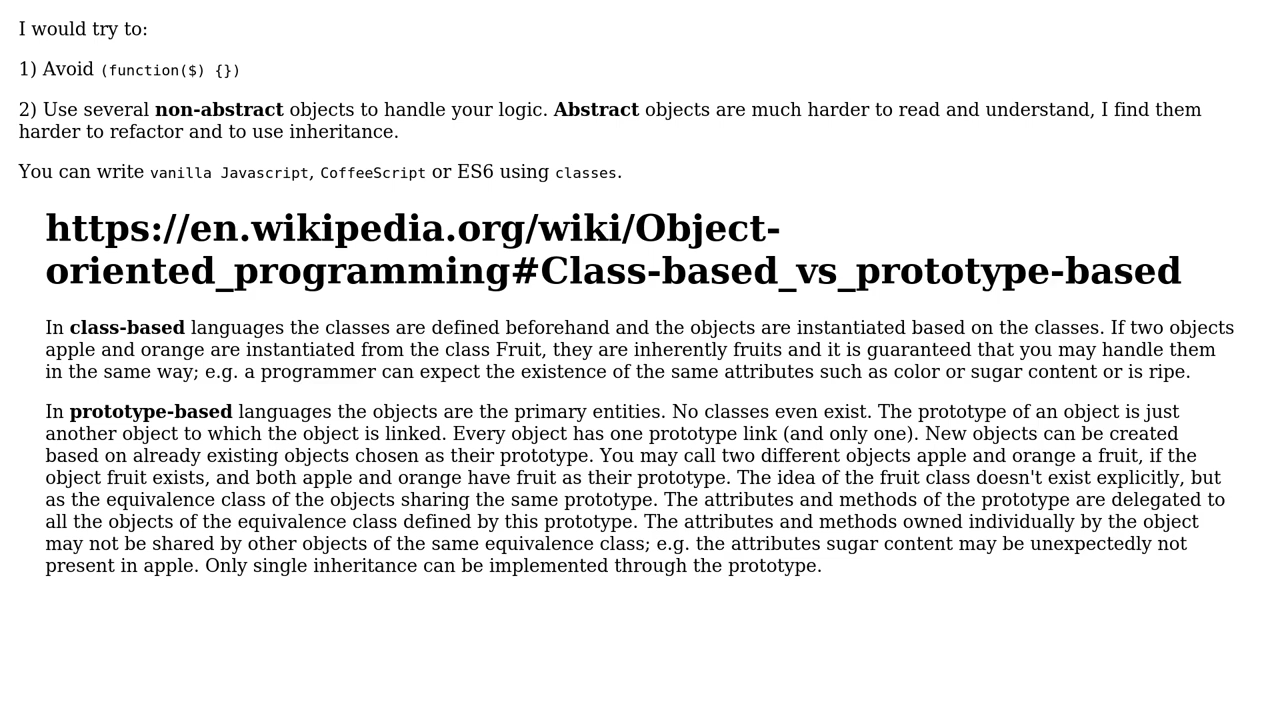 I would try to:
1) Avoid (function($) {})
2) Use several non-abstract objects to handle your logic. Abstract objects are much harder to read and understand, I find them
harder to refactor and to use inheritance.
You can write vanilla Javascript, CoffeeScript or ES6 using classes.
https://en.wikipedia.org/wiki/Object-
oriented_programming#Class-based_vs_prototype-based
In class-based languages the classes are defined beforehand and the objects are instantiated based on the classes. If two objects
apple and orange are instantiated from the class Fruit, they are inherently fruits and it is guaranteed that you may handle them
in the same way; e.g. a programmer can expect the existence of the same attributes such as color or sugar content or is ripe.
In prototype-based languages the objects are the primary entities. No classes even exist. The prototype of an object is just
another object to which the object is linked. Every object has one prototype link (and only one). New objects can be created
based on already existing objects chosen as their prototype. You may call two different objects apple and orange a fruit, if the
object fruit exists, and both apple and orange have fruit as their prototype. The idea of the fruit class doesn't exist explicitly, but
as the equivalence class of the objects sharing the same prototype. The attributes and methods of the prototype are delegated to
all the objects of the equivalence class defined by this prototype. The attributes and methods owned individually by the object
may not be shared by other objects of the same equivalence class; e.g. the attributes sugar content may be unexpectedly not
present in apple. Only single inheritance can be implemented through the prototype.